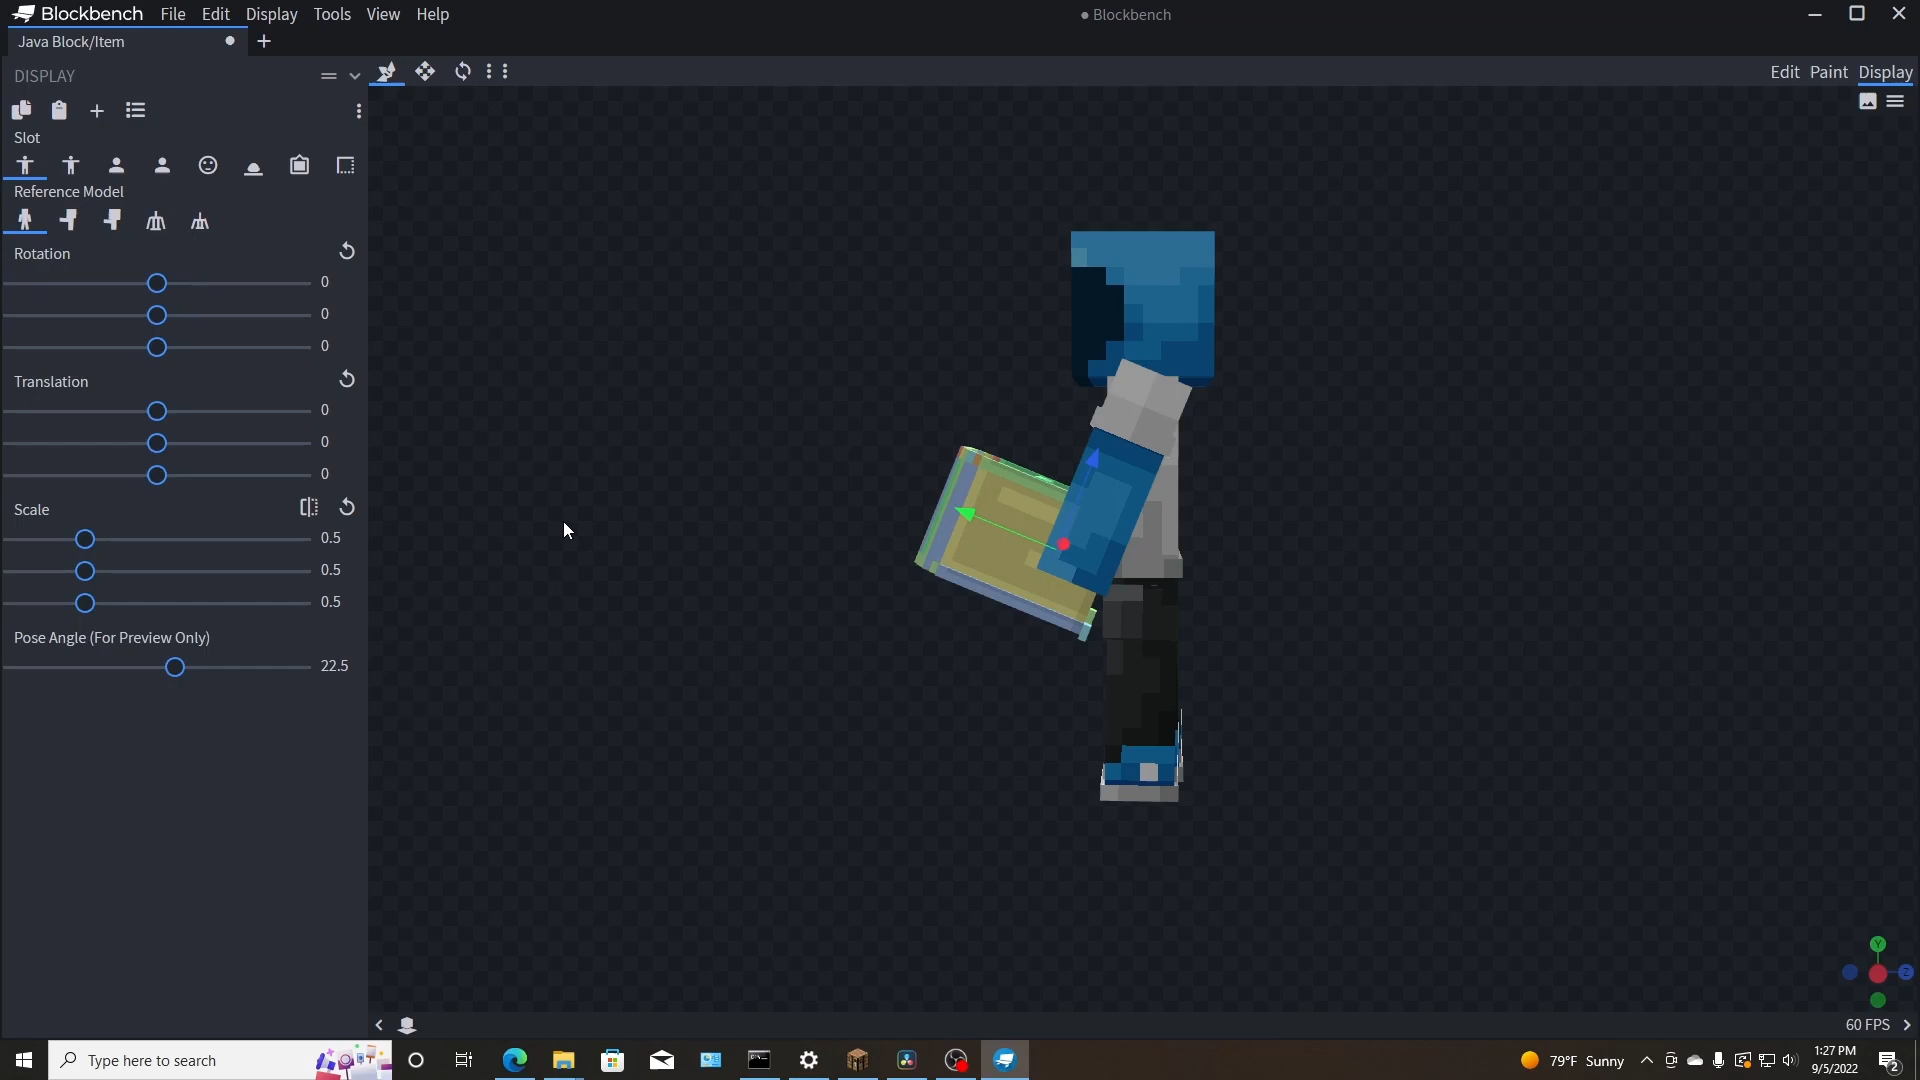 Blockbench File Edit Display Tools View Help
Blockbench
Java Block/Item
DISPLAY
Edit Paint Display
Slot
Reference Model
Rotation
0
0
0
Translation
0
0
0
Scale
0.5
0.5
0.5
Pose Angle (For Preview Only)
22.5
Y
Z
60 FPS
Type here to search
79°F Sunny
1:27 PM
9/5/2022
2